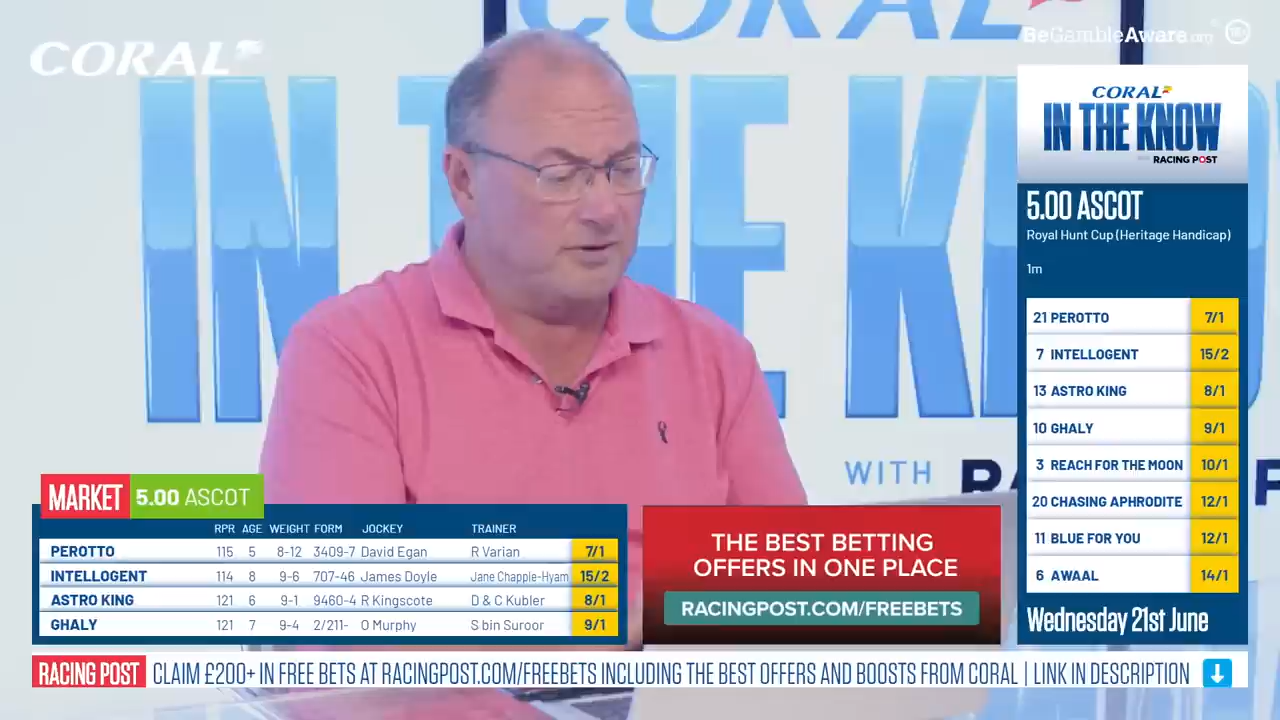 CORAL
CORAL
BeGambleAware.org 18+
IN THE KNO
WITH
CORAL
IN THE KNOW
WITH RACING POST
5.00 ASCOT
Royal Hunt Cup (Heritage Handicap)
1m
21 PEROTTO 7/1
7 INTELLOGENT 15/2
13 ASTRO KING 8/1
10 GHALY 9/1
3 REACH FOR THE MOON 10/1
20 CHASING APHRODITE 12/1
11 BLUE FOR YOU 12/1
6 AWAAL 14/1
Wednesday 21st June
MARKET 5.00 ASCOT
RPR AGE WEIGHT FORM JOCKEY TRAINER
PEROTTO 115 5 8-12 3409-7 David Egan R Varian 7/1
INTELLOGENT 114 8 9-6 707-46 James Doyle Jane Chapple-Hyam 15/2
ASTRO KING 121 6 9-1 9460-4 R Kingscote D & C Kubler 8/1
GHALY 121 7 9-4 2/211- O Murphy S bin Suroor 9/1
THE BEST BETTING
OFFERS IN ONE PLACE
RACINGPOST.COM/FREEBETS
RACING POST CLAIM £200+ IN FREE BETS AT RACINGPOST.COM/FREEBETS INCLUDING THE BEST OFFERS AND BOOSTS FROM CORAL | LINK IN DESCRIPTION